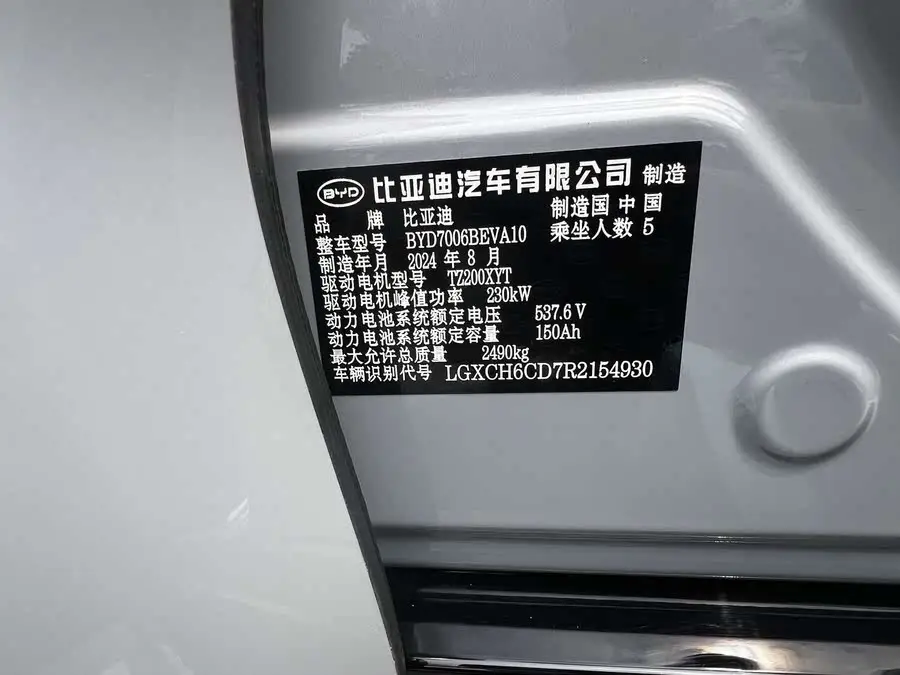 BYD 比亚迪汽车有限公司 制造
品 牌 比亚迪 制造国 中国
整车型号 BYD7006BEVA10 乘坐人数 5
制造年月 2024 年 8 月
驱动电机型号 TZ200XYT
驱动电机峰值功率 230kW
动力电池系统额定电压 537.6 V
动力电池系统额定容量 150Ah
最大允许总质量 2490kg
车辆识别代号 LGXCH6CD7R2154930